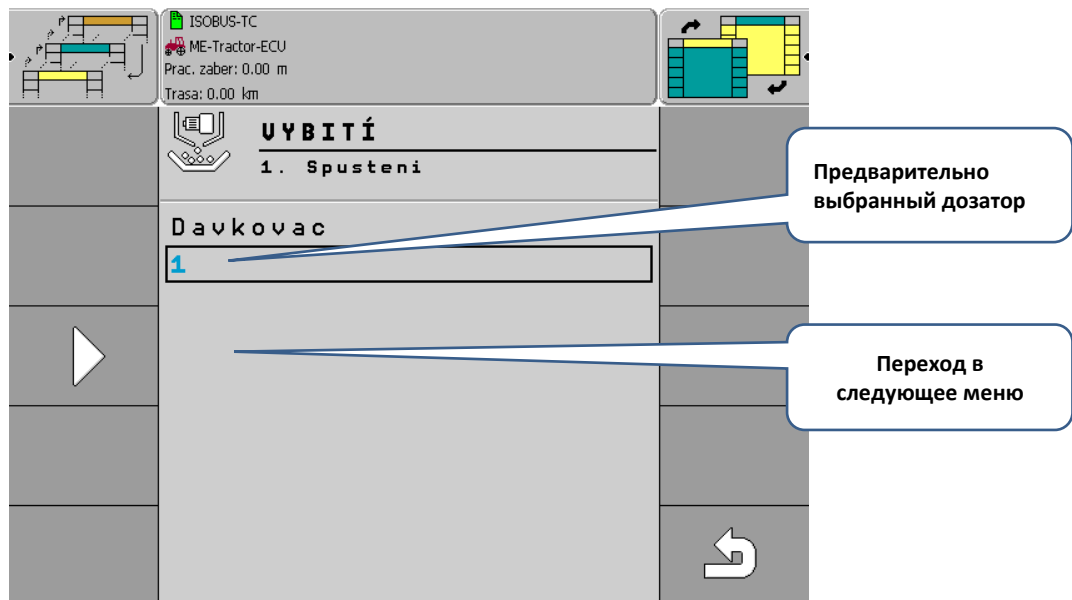 ISOBUS-TC
ME-Tractor-ECU
Prac. zaber: 0.00 m
Trasa: 0.00 km
VYBITÍ
1. Spusteni
Davkovac
1
Предварительно
выбранный дозатор
Переход в
следующее меню